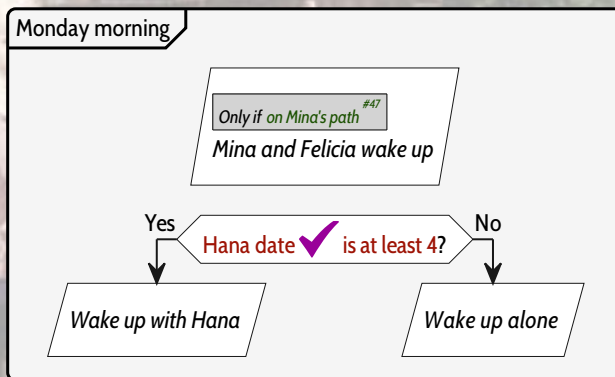 Monday morning
Only if on Mina's path #47
Mina and Felicia wake up
Yes
No
Hana date ✔ is at least 4?
Wake up with Hana
Wake up alone